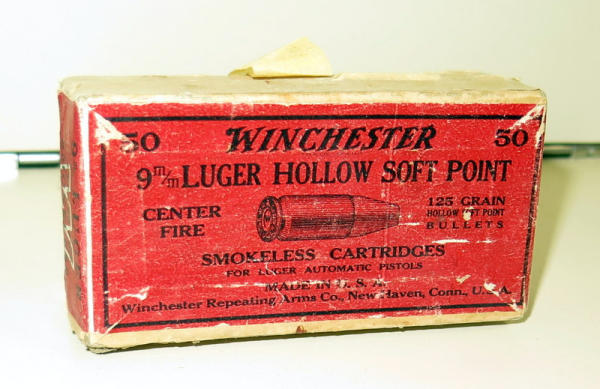 50 WINCHESTER 50
9 m/m LUGER HOLLOW SOFT POINT
CENTER FIRE
125 GRAIN
HOLLOW SOFT POINT
BULLETS
SMOKELESS CARTRIDGES
FOR LUGER AUTOMATIC PISTOLS
MADE IN U.S.A.
Winchester Repeating Arms Co., New Haven, Conn., U.S.A.